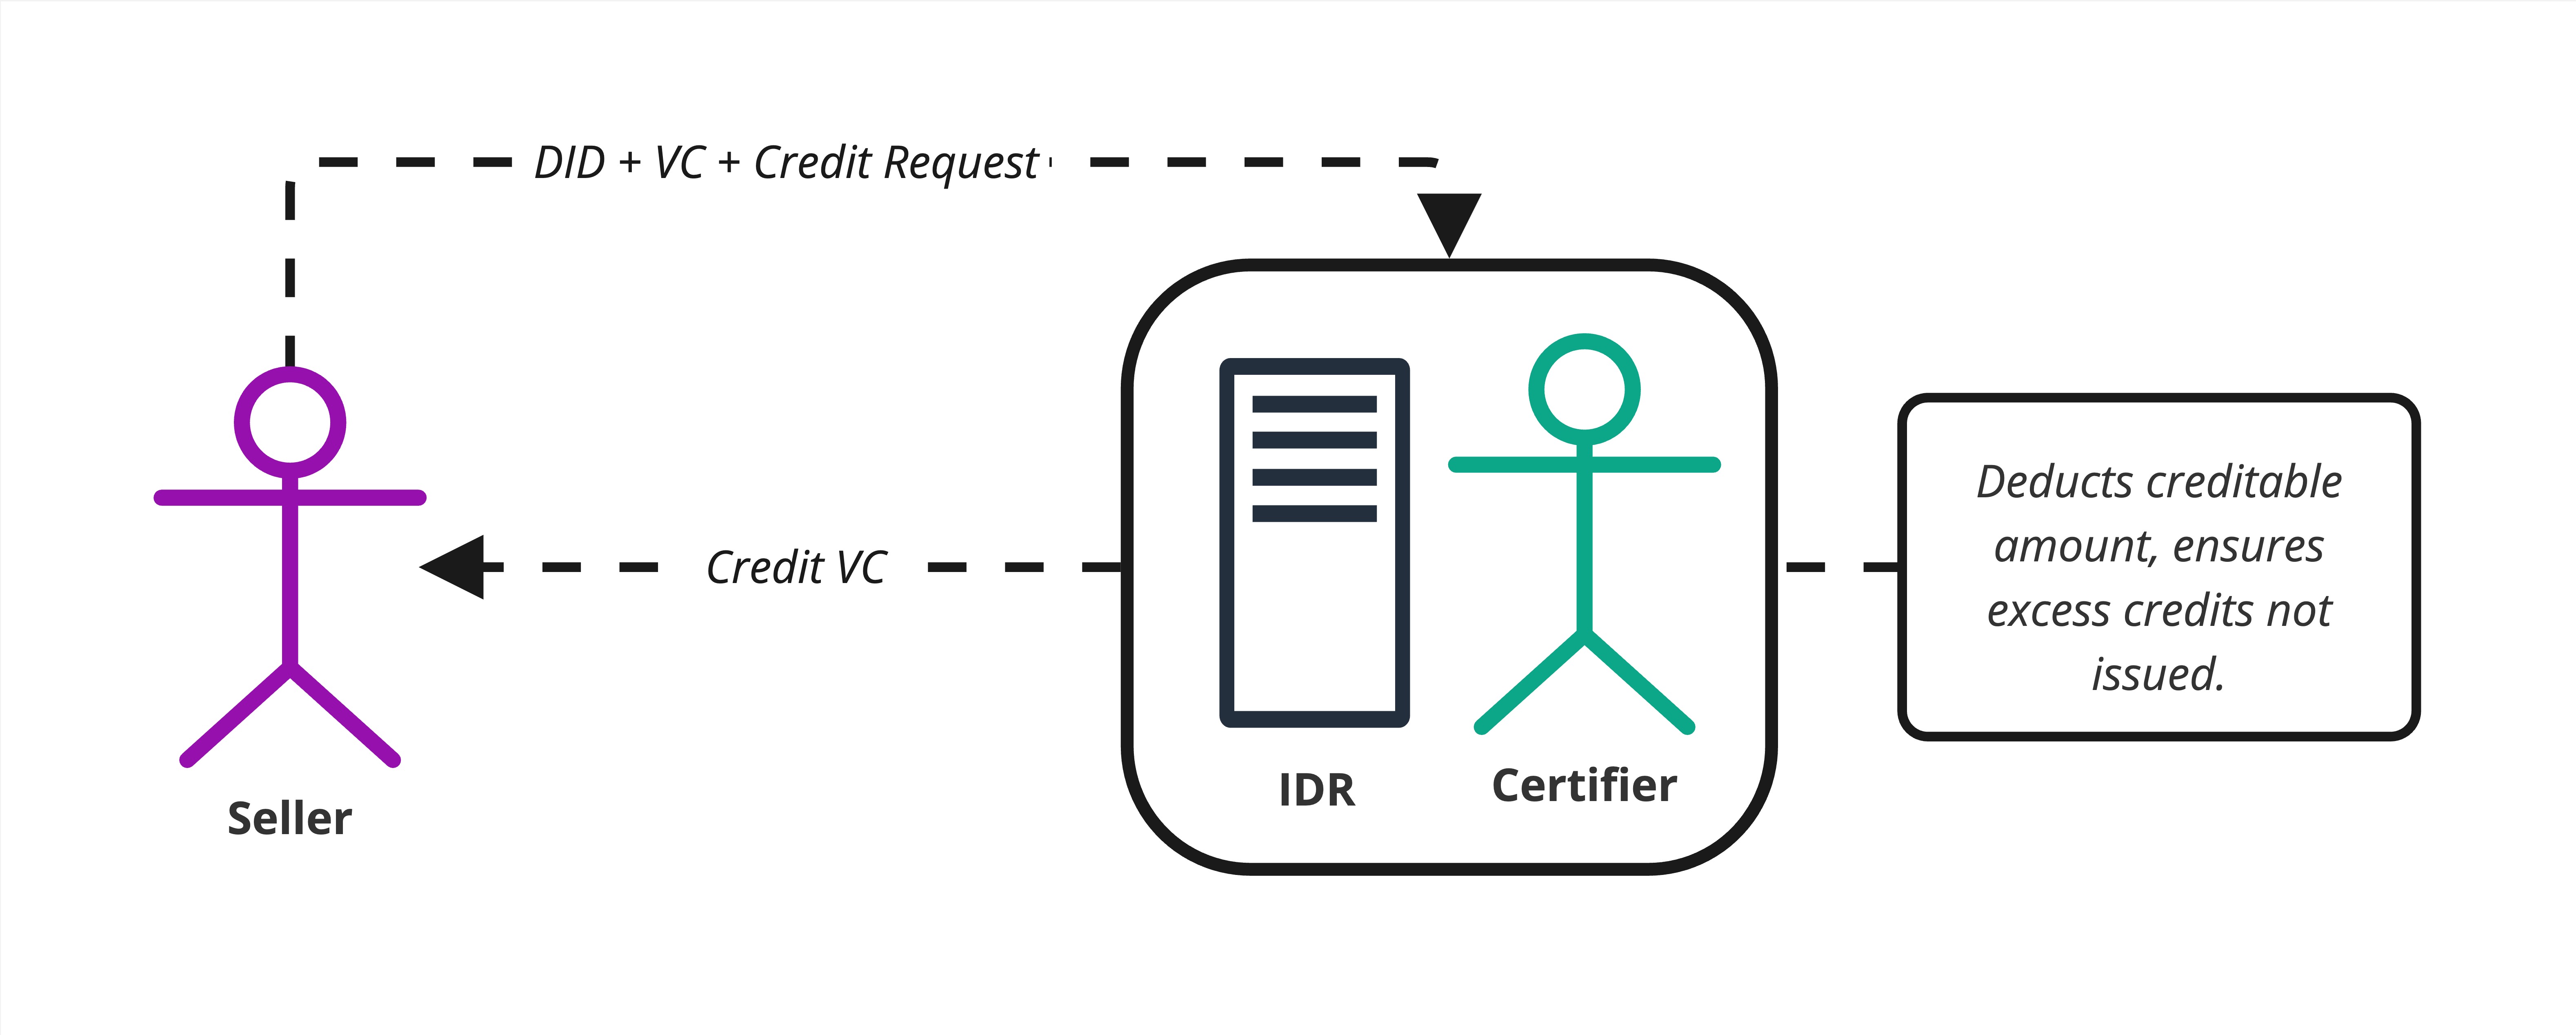 DID + VC + Credit Request
Credit VC
Seller
IDR
Certifier
Deducts creditable
amount, ensures
excess credits not
issued.